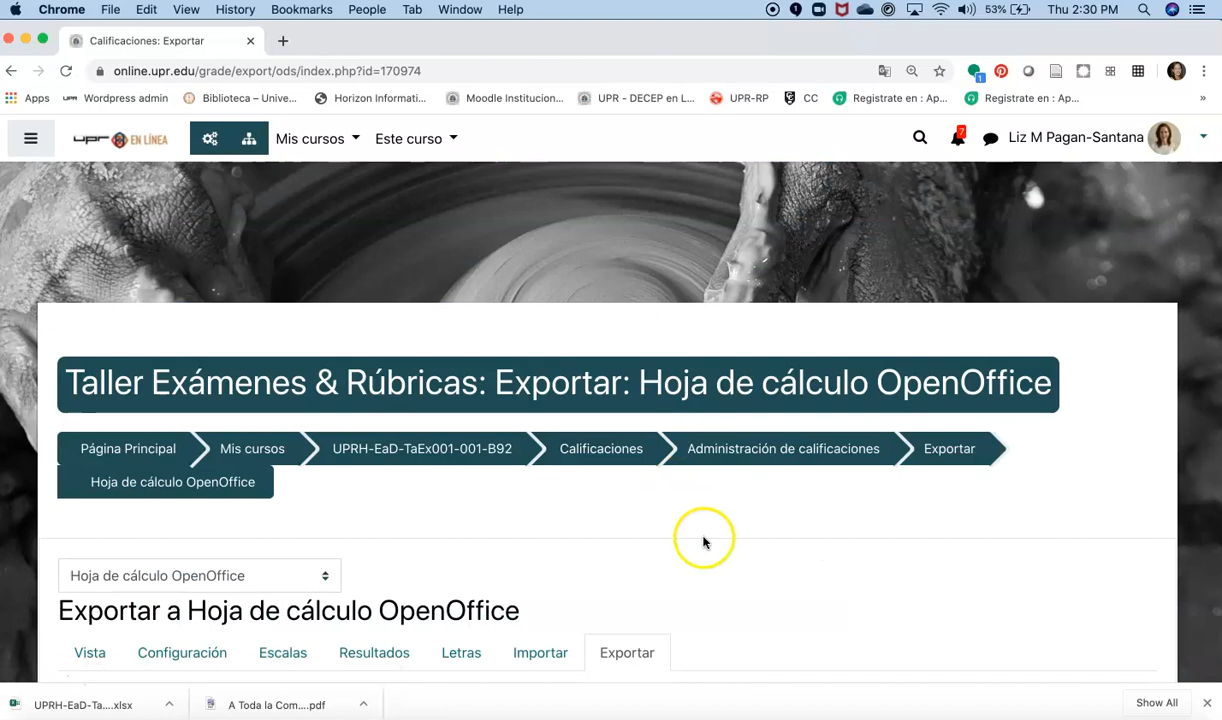 Chrome File Edit View History Bookmarks People Tab Window Help 53% Thu 2:30 PM
Calificaciones: Exportar
online.upr.edu/grade/export/ods/index.php?id=170974
1
Apps Wordpress admin Biblioteca – Unive... Horizon Informati... Moodle Institucion... UPR - DECEP en L... UPR-RP CC Registrate en : Ap... Registrate en : Ap... »
upr EN LÍNEA Mis cursos Este curso 7 Liz M Pagan-Santana
Taller Exámenes & Rúbricas: Exportar: Hoja de cálculo OpenOffice
Página Principal Mis cursos UPRH-EaD-TaEx001-001-B92 Calificaciones Administración de calificaciones Exportar
Hoja de cálculo OpenOffice
Hoja de cálculo OpenOffice
Exportar a Hoja de cálculo OpenOffice
Vista Configuración Escalas Resultados Letras Importar Exportar
UPRH-EaD-Ta....xlsx A Toda la Com....pdf Show All